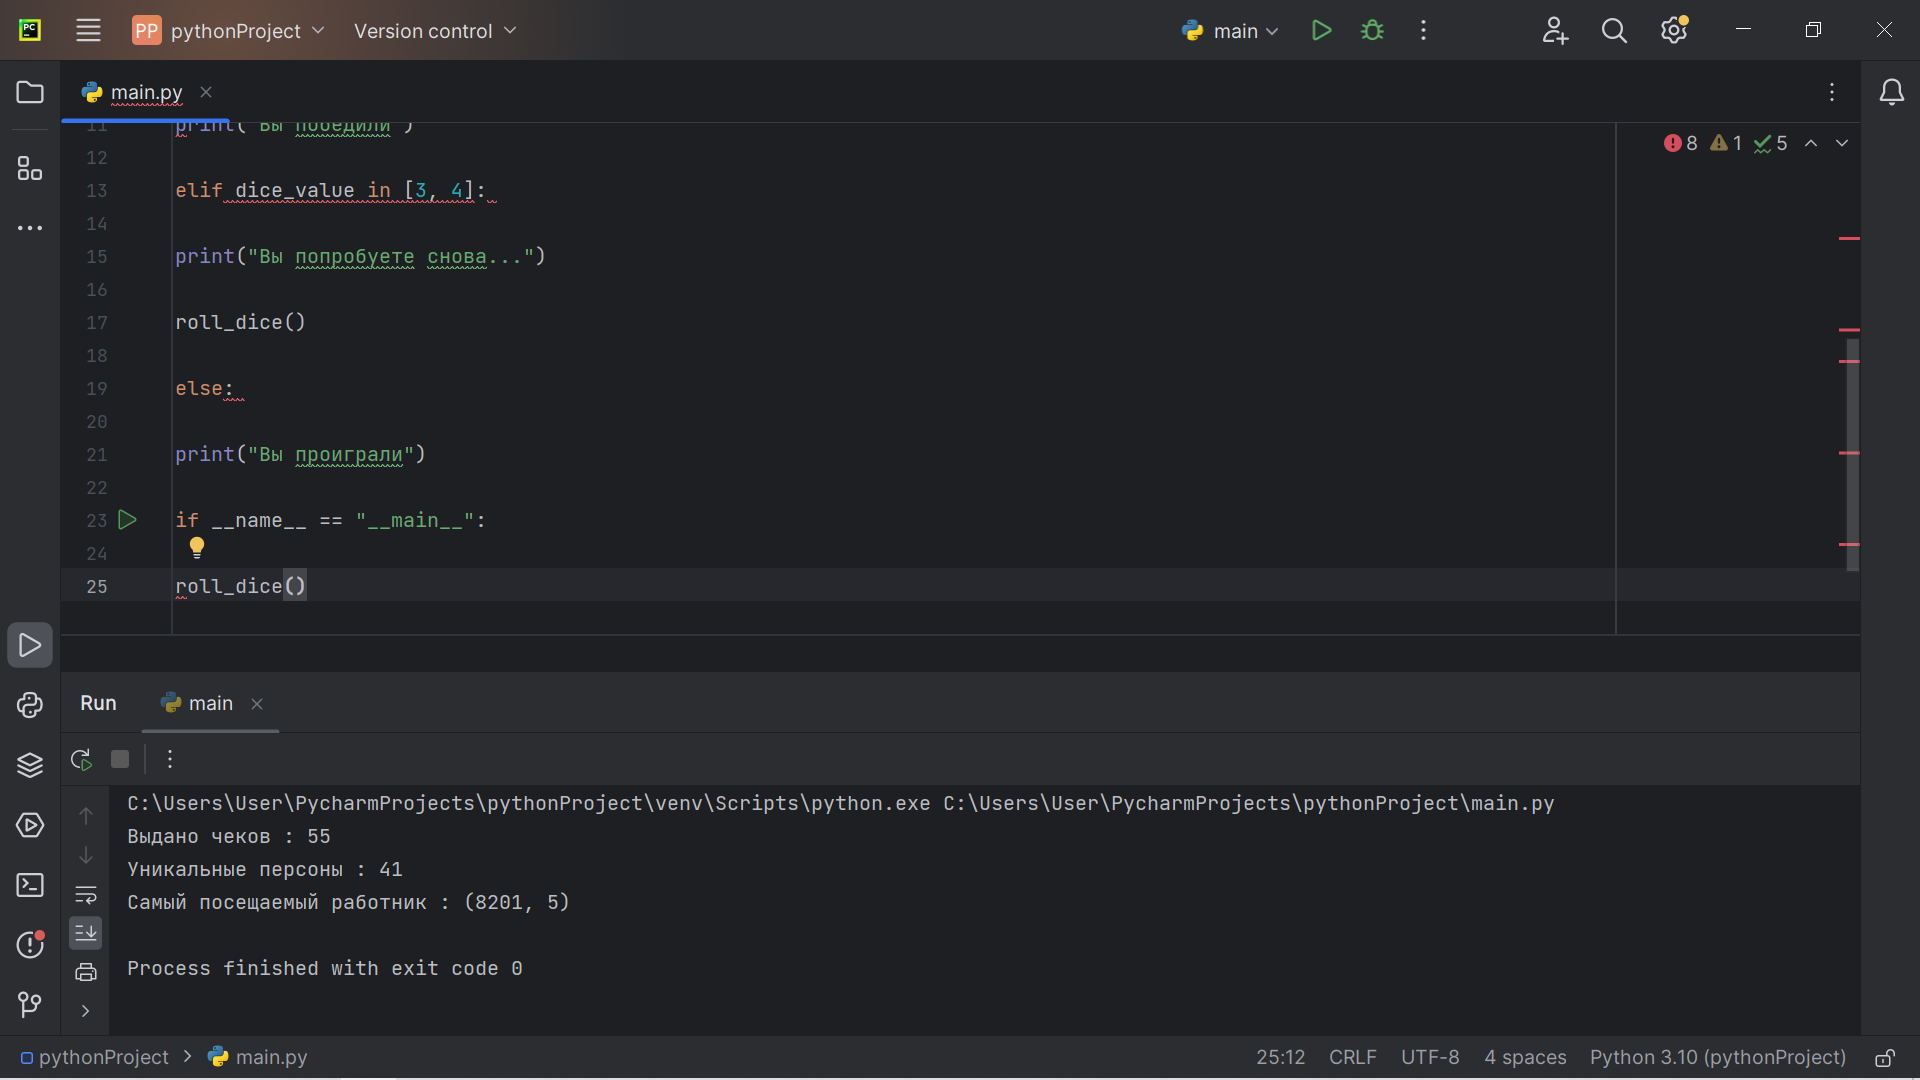 PC
PP pythonProject Version control main
main.py
8 1 5
11 print("Вы победили")
12
13 elif dice_value in [3, 4]:
14
15 print("Вы попробуете снова...")
16
17 roll_dice()
18
19 else:
20
21 print("Вы проиграли")
22
23 if __name__ == "__main__":
24
25 roll_dice()
Run main
C:\Users\User\PycharmProjects\pythonProject\venv\Scripts\python.exe C:\Users\User\PycharmProjects\pythonProject\main.py
Выдано чеков : 55
Уникальные персоны : 41
Самый посещаемый работник : (8201, 5)
Process finished with exit code 0
pythonProject > main.py 25:12 CRLF UTF-8 4 spaces Python 3.10 (pythonProject)